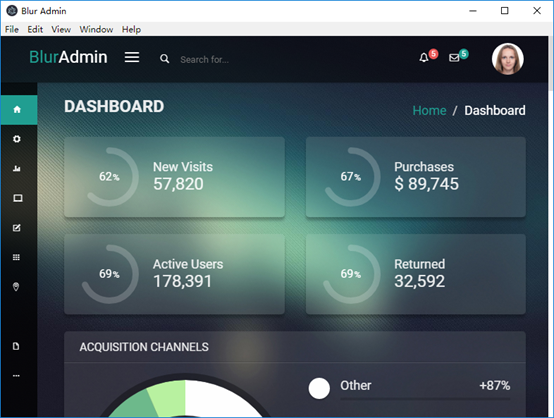 Blur Admin
File Edit View Window Help
BlurAdmin Search for... 5 5
DASHBOARD
Home / Dashboard
62% New Visits
57,820
67% Purchases
$ 89,745
69% Active Users
178,391
69% Returned
32,592
ACQUISITION CHANNELS
Other +87%